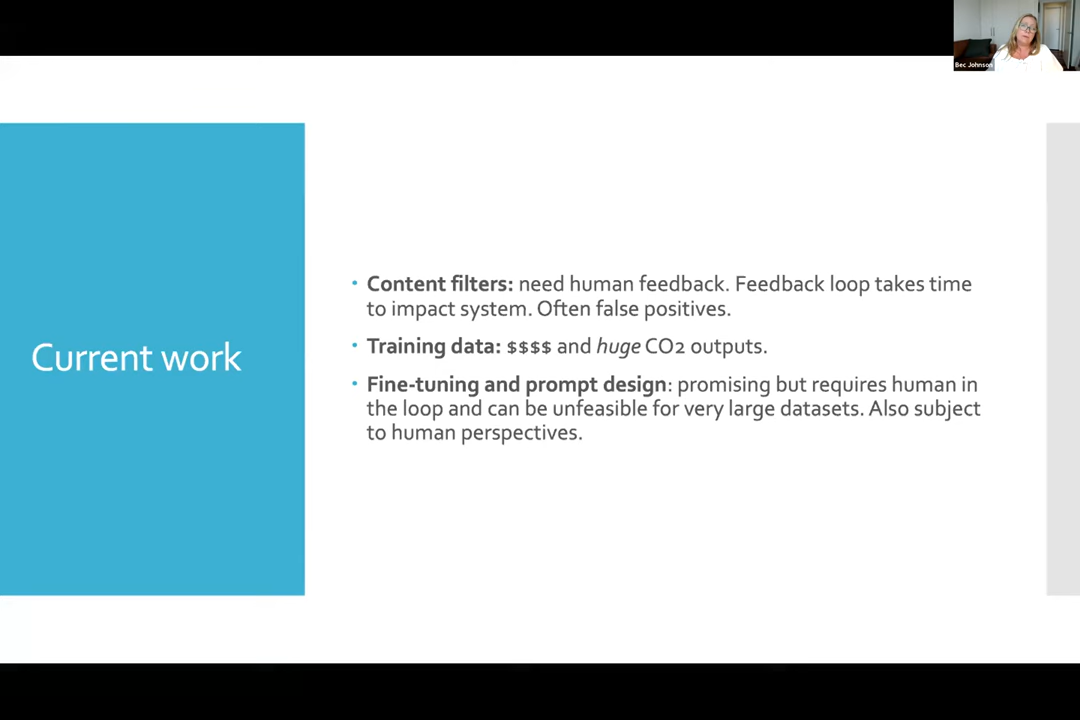 Bec Johnson
Current work
• Content filters: need human feedback. Feedback loop takes time
to impact system. Often false positives.
• Training data: $$$$ and huge CO2 outputs.
• Fine-tuning and prompt design: promising but requires human in
the loop and can be unfeasible for very large datasets. Also subject
to human perspectives.